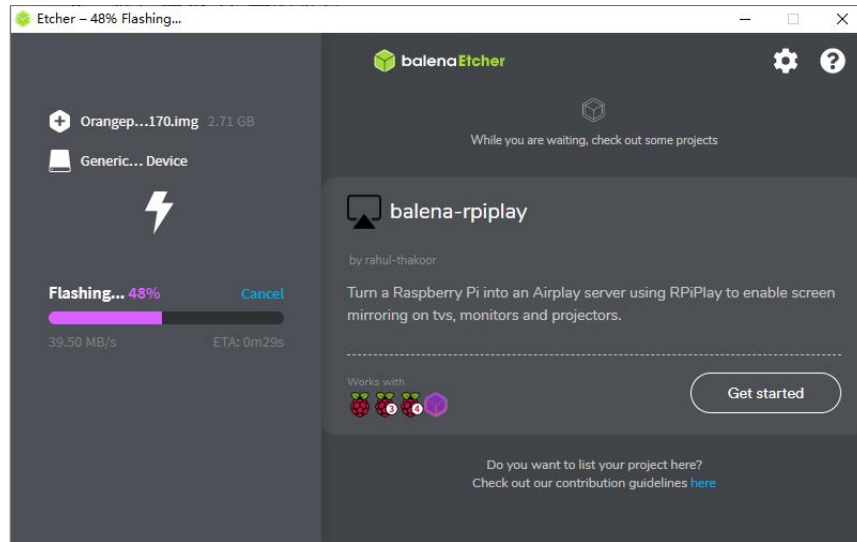 Etcher – 48% Flashing...
balenaEtcher
While you are waiting, check out some projects
Orangep...170.img 2.71 GB
Generic... Device
Flashing... 48% Cancel
39.50 MB/s ETA: 0m29s
balena-rpiplay
by rahul-thakoor
Turn a Raspberry Pi into an Airplay server using RPiPlay to enable screen
mirroring on tvs, monitors and projectors.
Works with
3 4
Get started
Do you want to list your project here?
Check out our contribution guidelines here